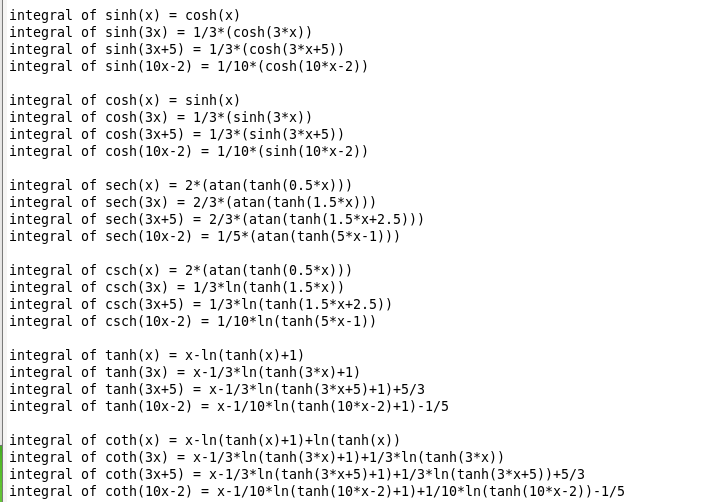 integral of sinh(x) = cosh(x)
integral of sinh(3x) = 1/3*(cosh(3*x))
integral of sinh(3x+5) = 1/3*(cosh(3*x+5))
integral of sinh(10x-2) = 1/10*(cosh(10*x-2))
integral of cosh(x) = sinh(x)
integral of cosh(3x) = 1/3*(sinh(3*x))
integral of cosh(3x+5) = 1/3*(sinh(3*x+5))
integral of cosh(10x-2) = 1/10*(sinh(10*x-2))
integral of sech(x) = 2*(atan(tanh(0.5*x)))
integral of sech(3x) = 2/3*(atan(tanh(1.5*x)))
integral of sech(3x+5) = 2/3*(atan(tanh(1.5*x+2.5)))
integral of sech(10x-2) = 1/5*(atan(tanh(5*x-1)))
integral of csch(x) = 2*(atan(tanh(0.5*x)))
integral of csch(3x) = 1/3*ln(tanh(1.5*x))
integral of csch(3x+5) = 1/3*ln(tanh(1.5*x+2.5))
integral of csch(10x-2) = 1/10*ln(tanh(5*x-1))
integral of tanh(x) = x-ln(tanh(x)+1)
integral of tanh(3x) = x-1/3*ln(tanh(3*x)+1)
integral of tanh(3x+5) = x-1/3*ln(tanh(3*x+5)+1)+5/3
integral of tanh(10x-2) = x-1/10*ln(tanh(10*x-2)+1)-1/5
integral of coth(x) = x-ln(tanh(x)+1)+ln(tanh(x))
integral of coth(3x) = x-1/3*ln(tanh(3*x)+1)+1/3*ln(tanh(3*x))
integral of coth(3x+5) = x-1/3*ln(tanh(3*x+5)+1)+1/3*ln(tanh(3*x+5))+5/3
integral of coth(10x-2) = x-1/10*ln(tanh(10*x-2)+1)+1/10*ln(tanh(10*x-2))-1/5